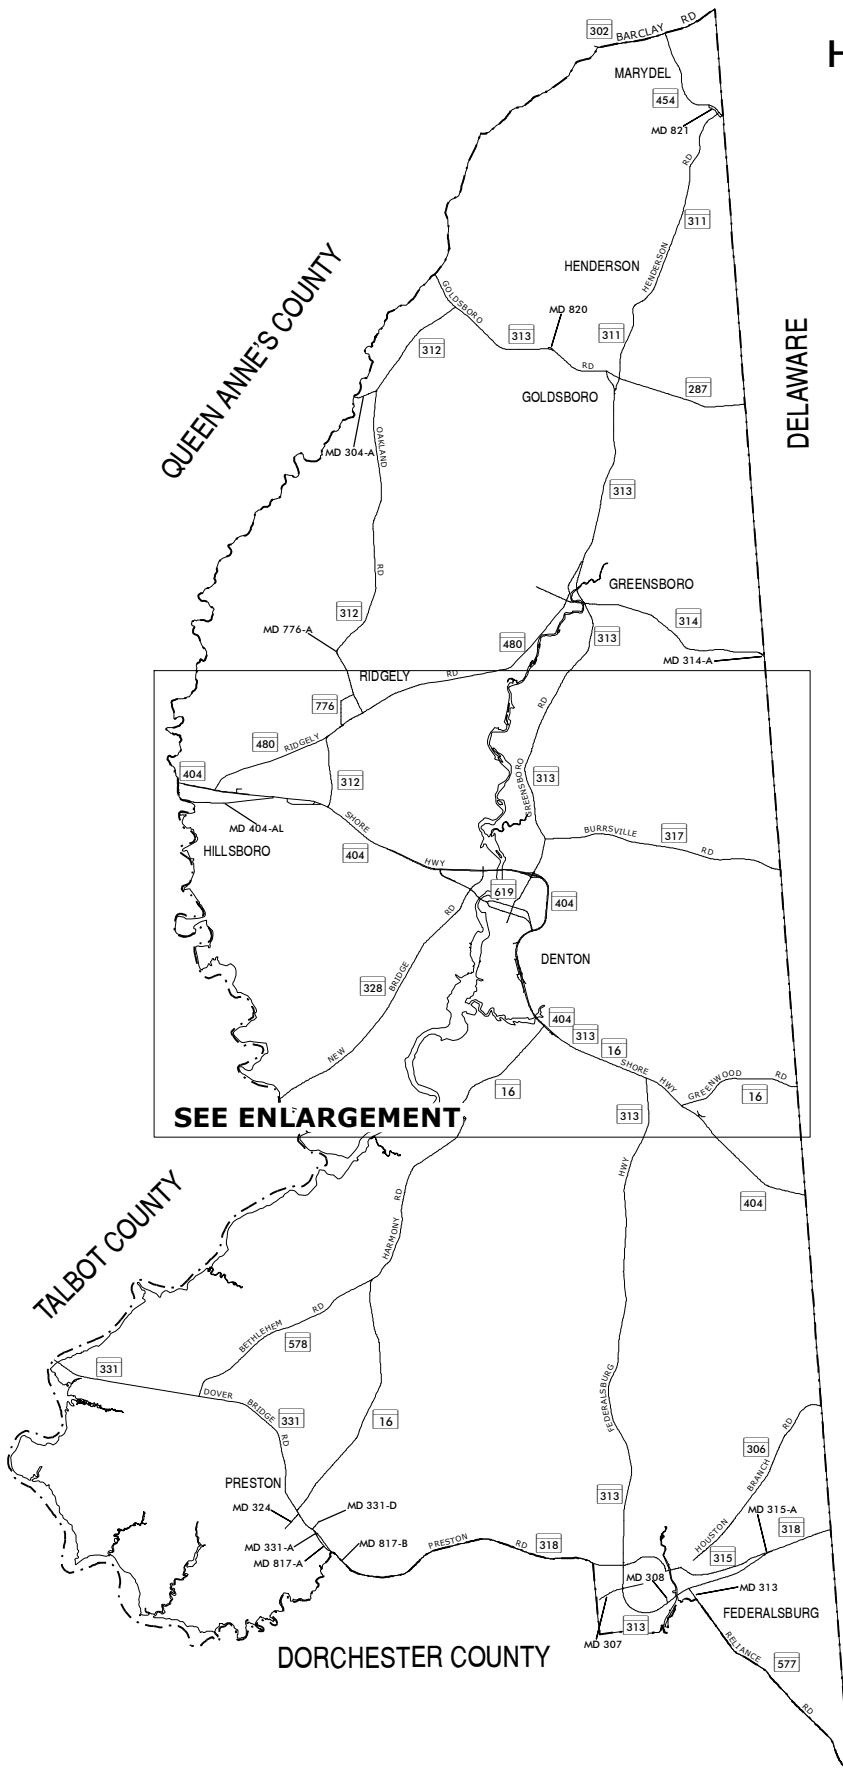 H
302
BARCLAY RD
MARYDEL
454
MD 821
RD
311
HENDERSON
HENDERSON
QUEEN ANNE'S COUNTY
GOLDSBORO
MD 820
313
311
312
RD
287
DELAWARE
GOLDSBORO
MD 304-A
OAKLAND
313
RD
GREENSBORO
312
314
MD 776-A
480
313
MD 314-A
RIDGELY
RD
776
RD
480
RIDGELY
404
312
GREENSBORO
313
MD 404-AL
SHORE
BURRSVILLE
317
RD
HILLSBORO
404
HWY
619
404
RD
DENTON
328
BRIDGE
404
313
16
NEW
SHORE
HWY
GREENWOOD
RD
16
16
313
SEE ENLARGEMENT
HWY
TALBOT COUNTY
HARMONY
RD
404
BETHLEHEM
RD
578
331
DOVER
BRIDGE
RD
331
16
FEDERALSBURG
RD
306
BRANCH
HOUSTON
PRESTON
313
MD 324
MD 331-D
MD 315-A
318
MD 331-A
MD 817-B
MD 817-A
PRESTON
RD
318
315
MD 308
MD 313
FEDERALSBURG
313
MD 307
DORCHESTER COUNTY
RELIANCE
577
RD